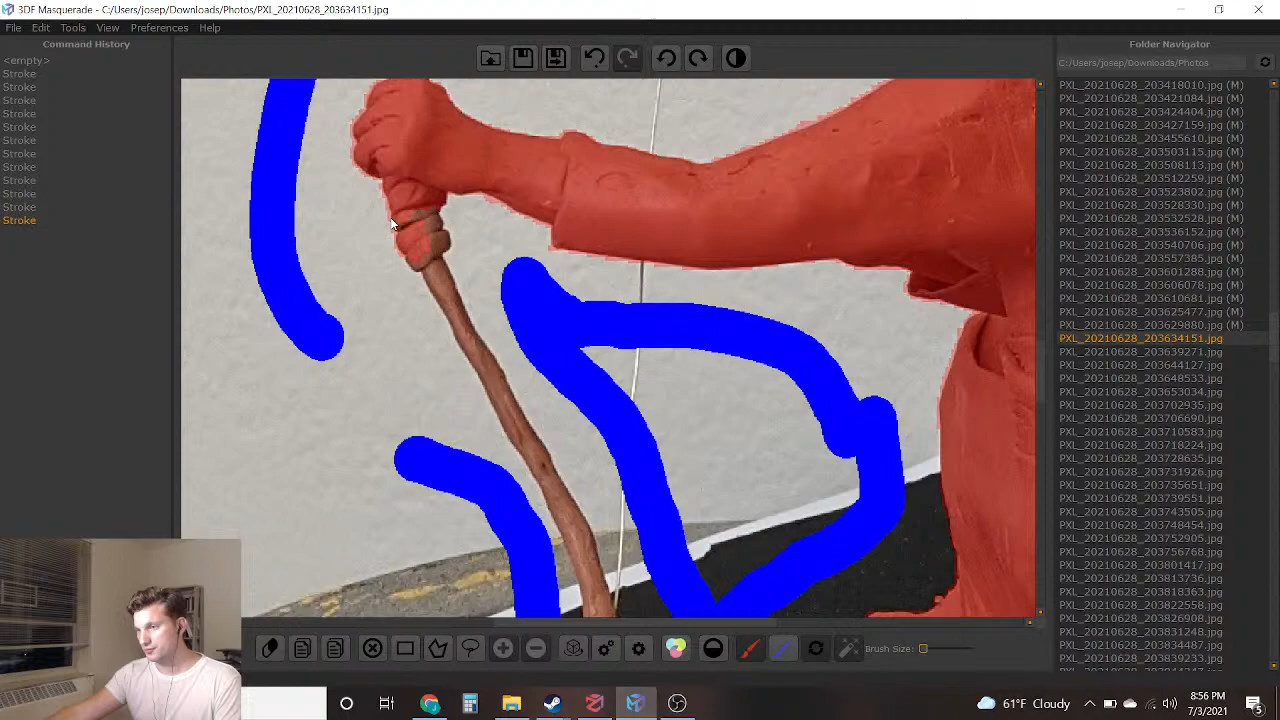 3DF Masquerade - C:/Users/josep/Downloads/Photos/PXL_20210628_203634151.jpg
File Edit Tools View Preferences Help
Command History
<empty>
Stroke
Stroke
Stroke
Stroke
Stroke
Stroke
Stroke
Stroke
Stroke
Stroke
Stroke
Stroke
Folder Navigator
C:/Users/josep/Downloads/Photos
PXL_20210628_203418010.jpg (M)
PXL_20210628_203421084.jpg (M)
PXL_20210628_203424404.jpg (M)
PXL_20210628_203427159.jpg (M)
PXL_20210628_203455610.jpg (M)
PXL_20210628_203503115.jpg (M)
PXL_20210628_203508113.jpg (M)
PXL_20210628_203512259.jpg (M)
PXL_20210628_203523802.jpg (M)
PXL_20210628_203528330.jpg (M)
PXL_20210628_203532528.jpg (M)
PXL_20210628_203536152.jpg (M)
PXL_20210628_203540706.jpg (M)
PXL_20210628_203557385.jpg (M)
PXL_20210628_203601288.jpg (M)
PXL_20210628_203606078.jpg (M)
PXL_20210628_203610681.jpg (M)
PXL_20210628_203625477.jpg (M)
PXL_20210628_203629880.jpg (M)
PXL_20210628_203634151.jpg
PXL_20210628_203639271.jpg
PXL_20210628_203644127.jpg
PXL_20210628_203648533.jpg
PXL_20210628_203653034.jpg
PXL_20210628_203702935.jpg
PXL_20210628_203706690.jpg
PXL_20210628_203710583.jpg
PXL_20210628_203718224.jpg
PXL_20210628_203728635.jpg
PXL_20210628_203731926.jpg
PXL_20210628_203735651.jpg
PXL_20210628_203739551.jpg
PXL_20210628_203743505.jpg
PXL_20210628_203748454.jpg
PXL_20210628_203752905.jpg
PXL_20210628_203756768.jpg
PXL_20210628_203801417.jpg
PXL_20210628_203813736.jpg
PXL_20210628_203818363.jpg
PXL_20210628_203822558.jpg
PXL_20210628_203826908.jpg
PXL_20210628_203831248.jpg
PXL_20210628_203834487.jpg
PXL_20210628_203839233.jpg
Brush Size:
61°F Cloudy
8:56 PM
7/3/2021
5